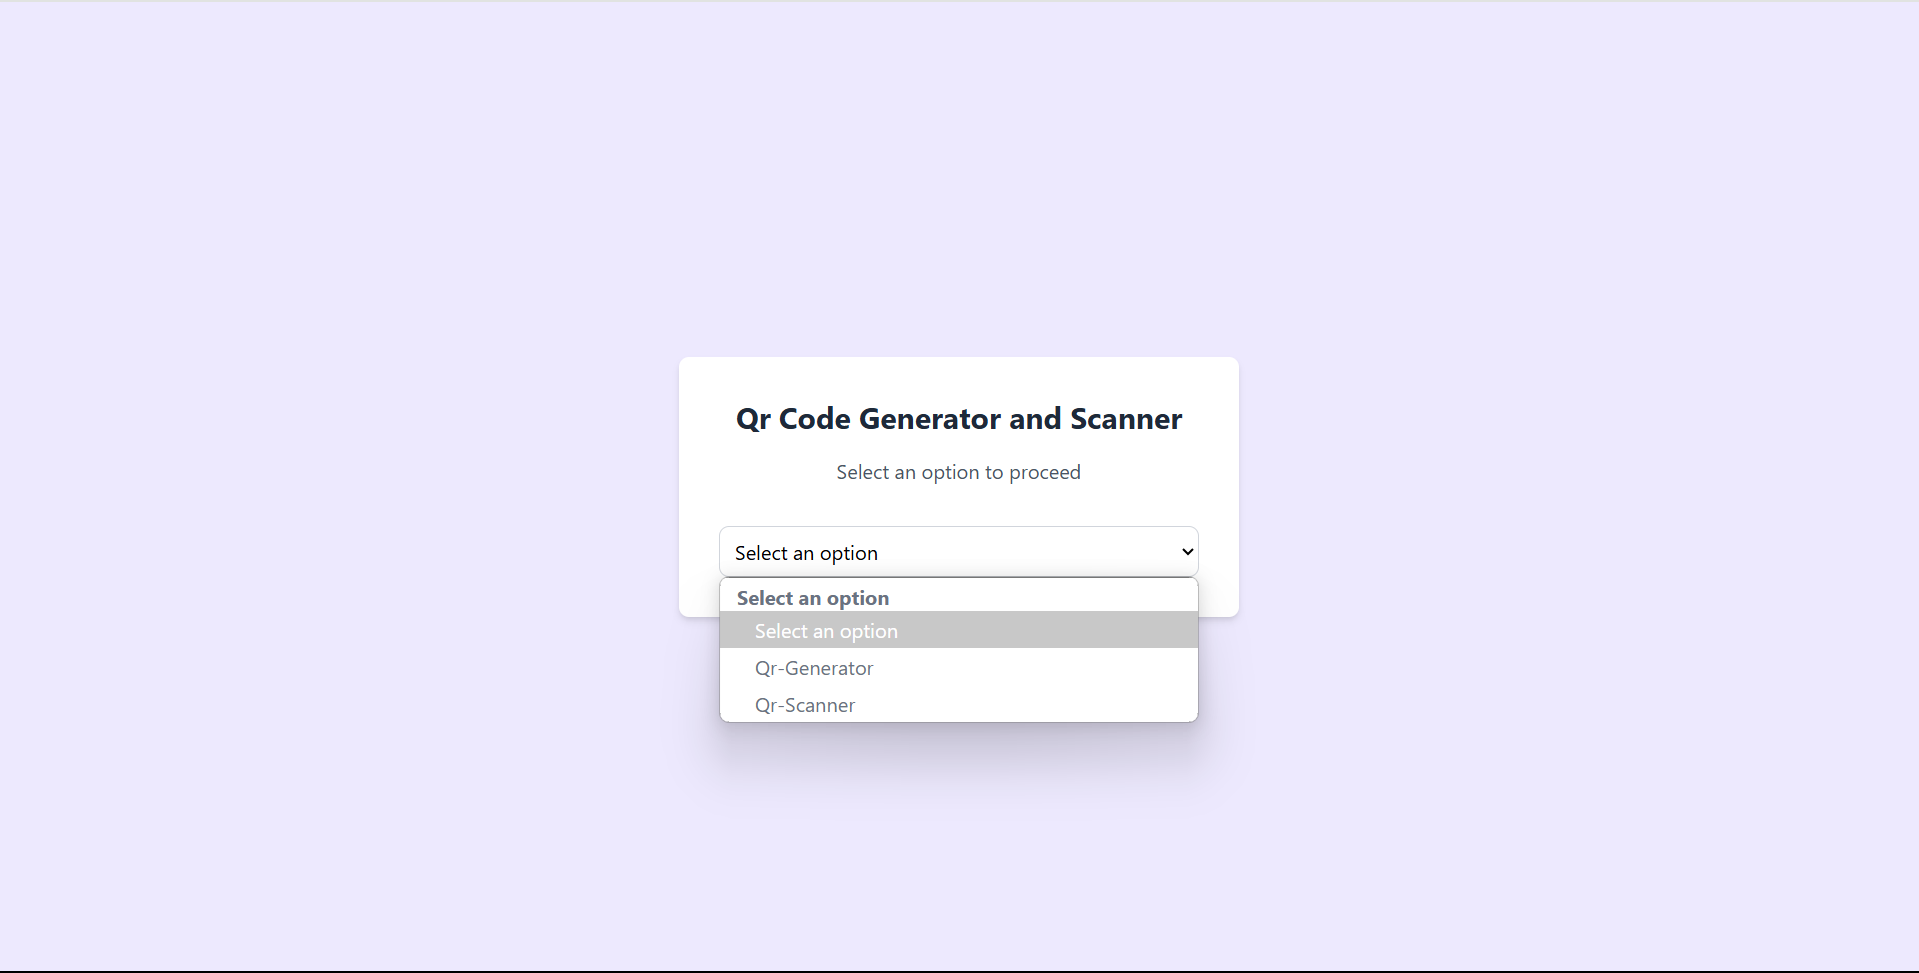 Qr Code Generator and Scanner
Select an option to proceed
Select an option
Select an option
Select an option
Qr-Generator
Qr-Scanner